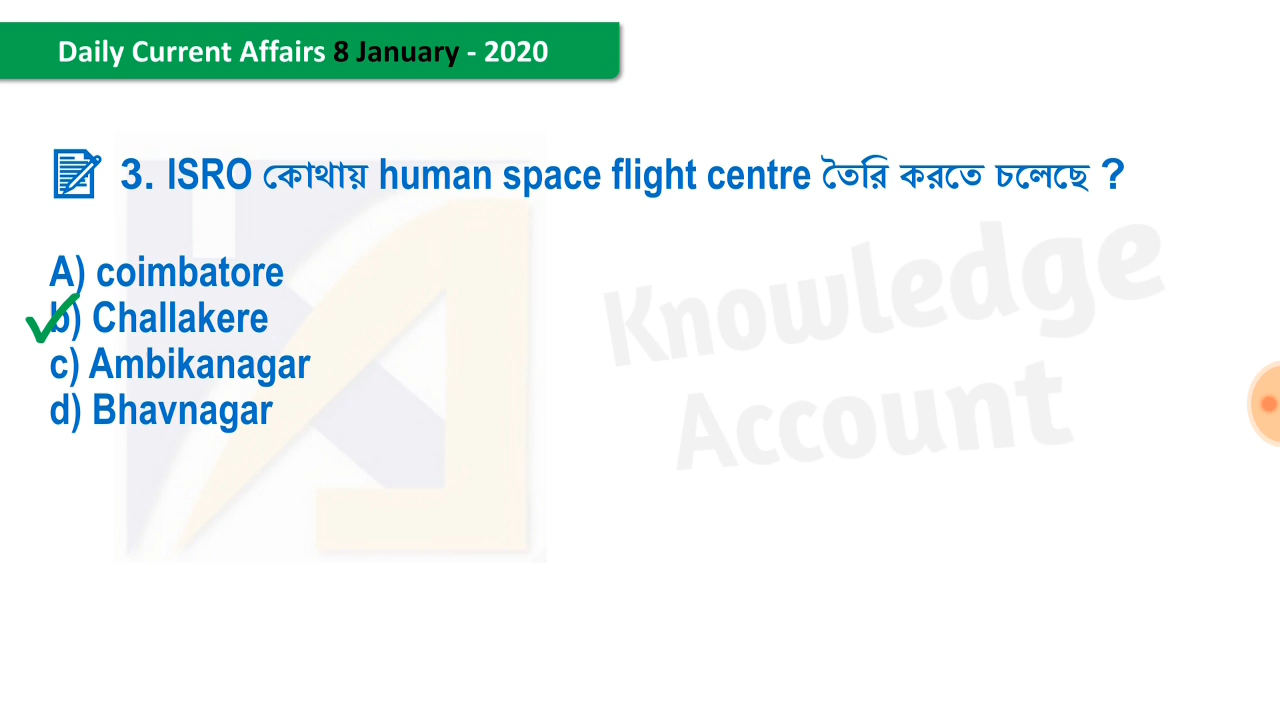 Daily Current Affairs 8 January - 2020
3. ISRO কোথায় human space flight centre তৈরি করতে চলেছে ?
A) coimbatore
b) Challakere
c) Ambikanagar
d) Bhavnagar
Knowledge
Account